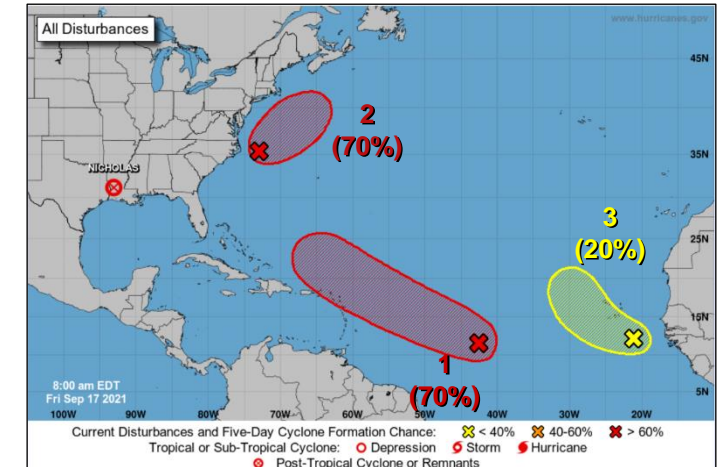 All Disturbances
www.hurricanes.gov
45N
2
(70%)
35N
NICHOLAS
3
(20%)
25N
15N
1
(70%)
8:00 am EDT
Fri Sep 17 2021
5N
100W 90W 80W 70W 60W 50W 40W 30W 20W
Current Disturbances and Five-Day Cyclone Formation Chance: < 40% 40-60% > 60%
Tropical or Sub-Tropical Cyclone: Depression Storm Hurricane
Post-Tropical Cyclone or Remnants